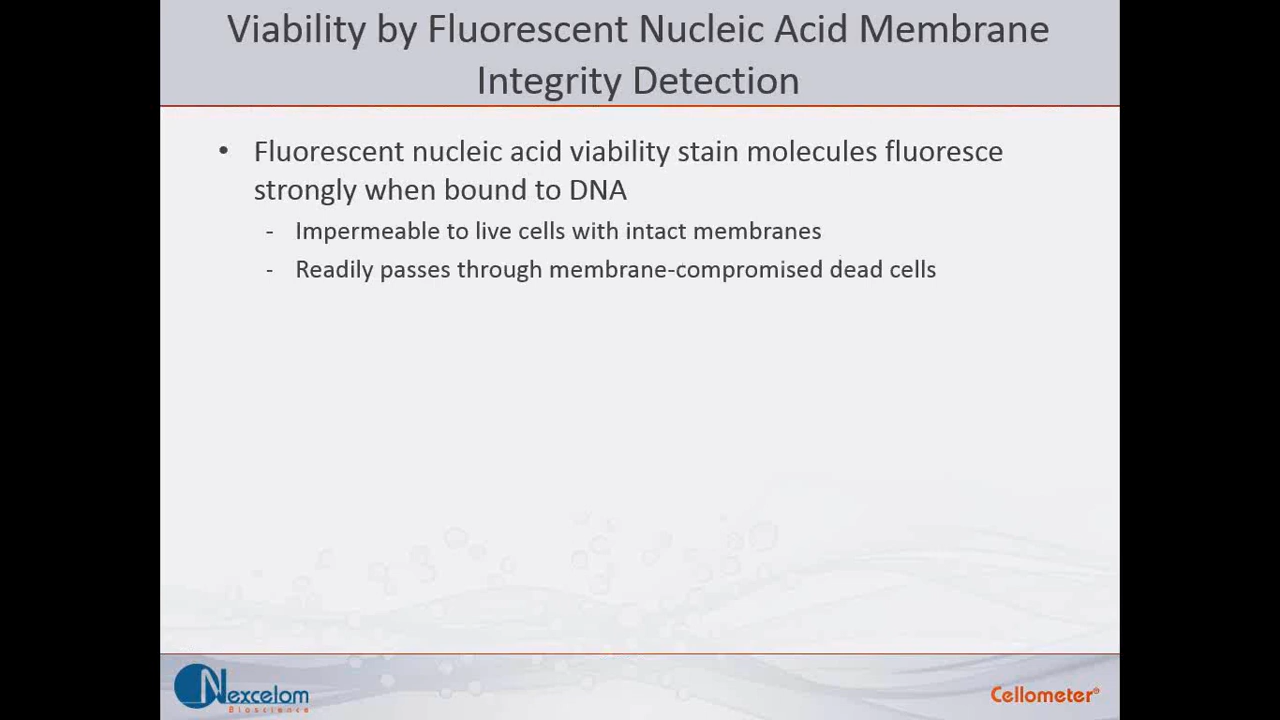 Viability by Fluorescent Nucleic Acid Membrane
Integrity Detection
• Fluorescent nucleic acid viability stain molecules fluoresce
strongly when bound to DNA
- Impermeable to live cells with intact membranes
- Readily passes through membrane-compromised dead cells
Nexcelom
Bioscience
Cellometer®